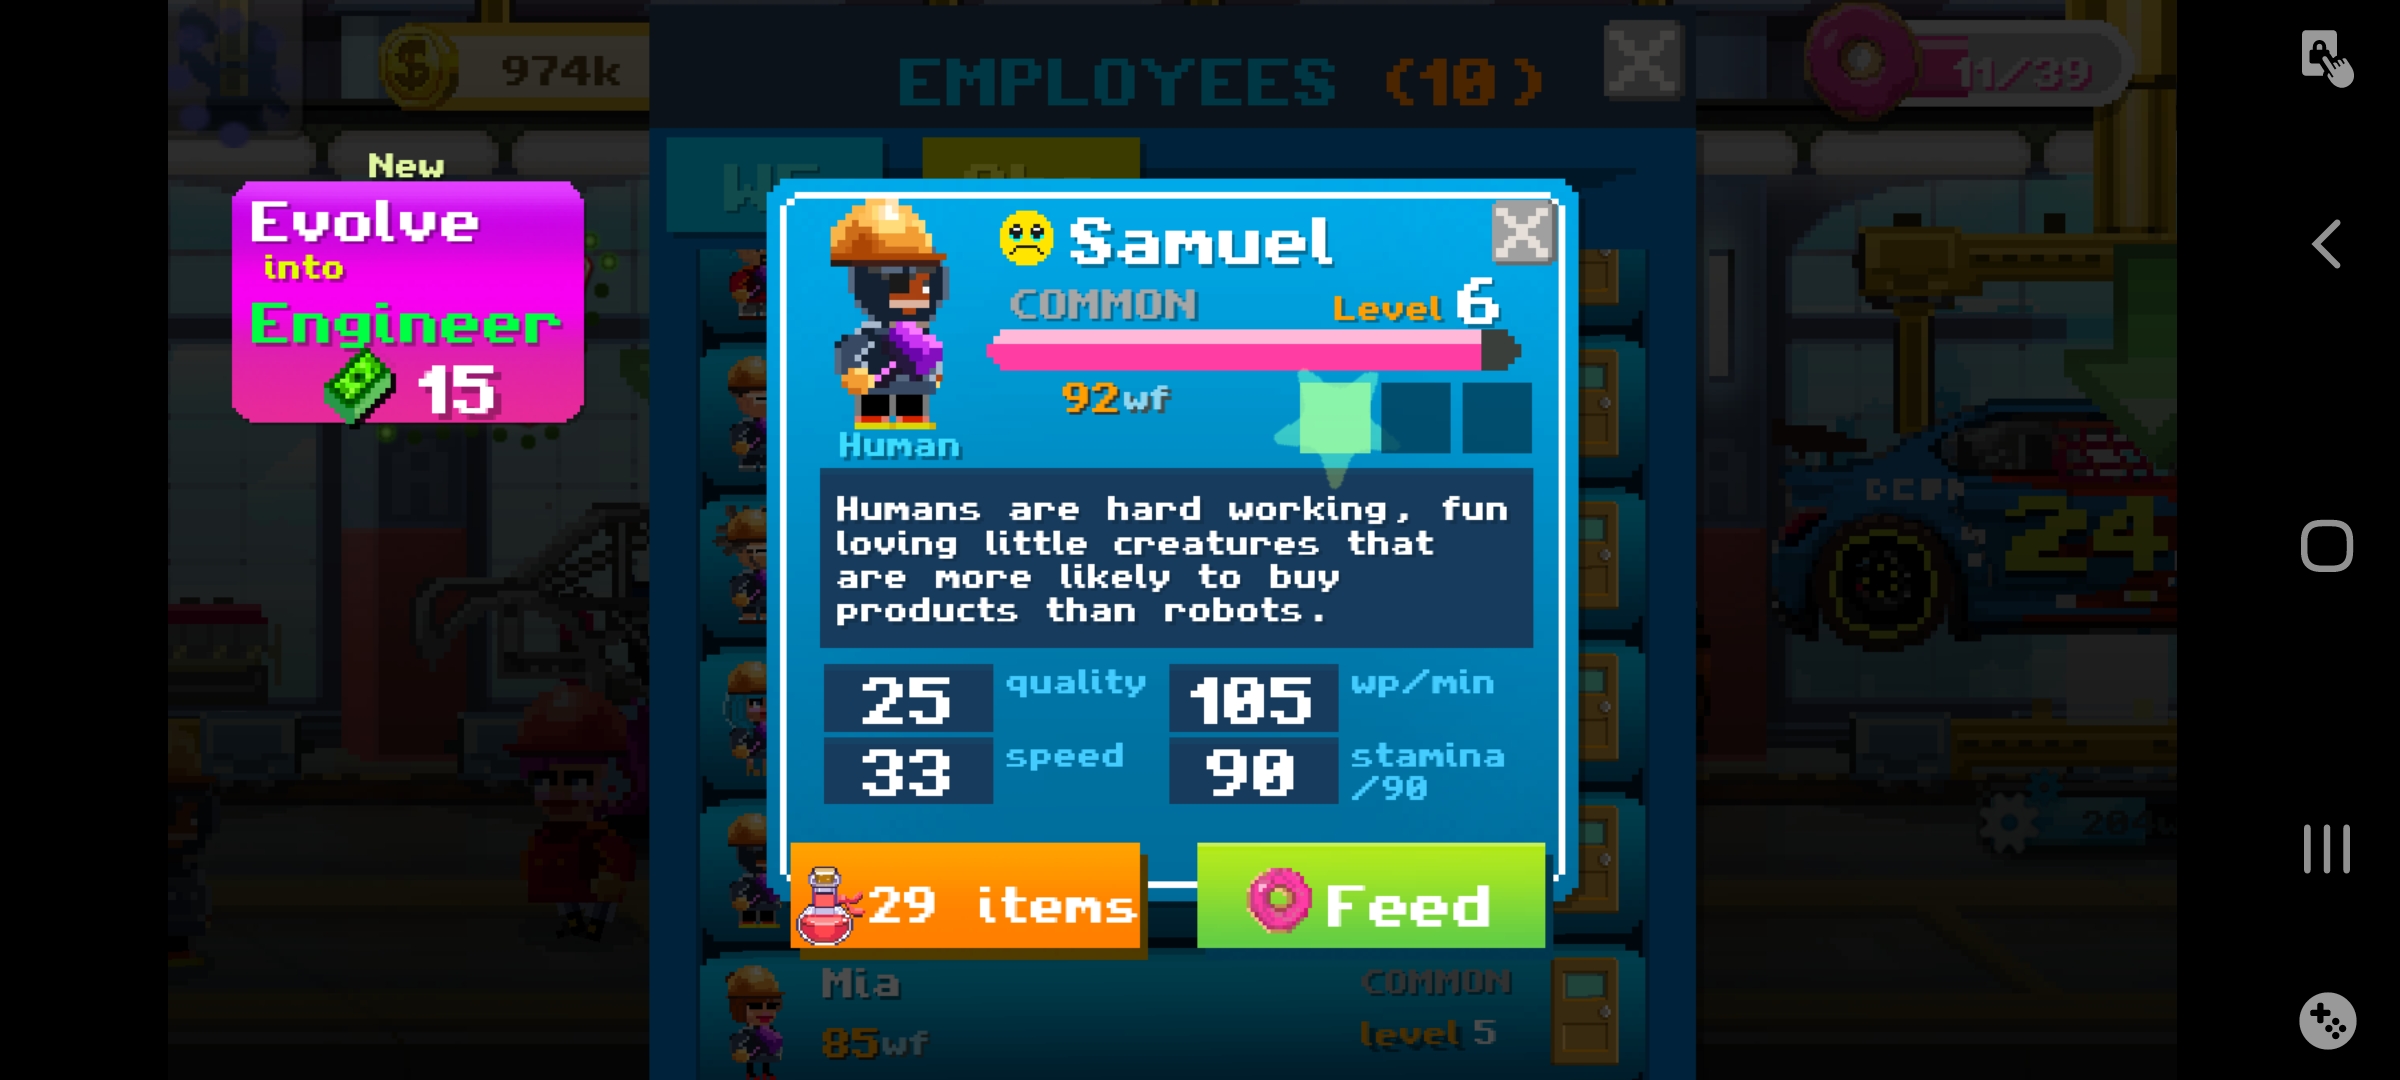 974k
EMPLOYEES (10)
11/39
New
Evolve
into
Engineer
15
Samuel
COMMON
Level 6
92wf
Human
Humans are hard working, fun
loving little creatures that
are more likely to buy
products than robots.
25 quality
105 wp/min
33 speed
90 stamina
/90
29 items
Feed
Mia
COMMON
85wf
level 5
24